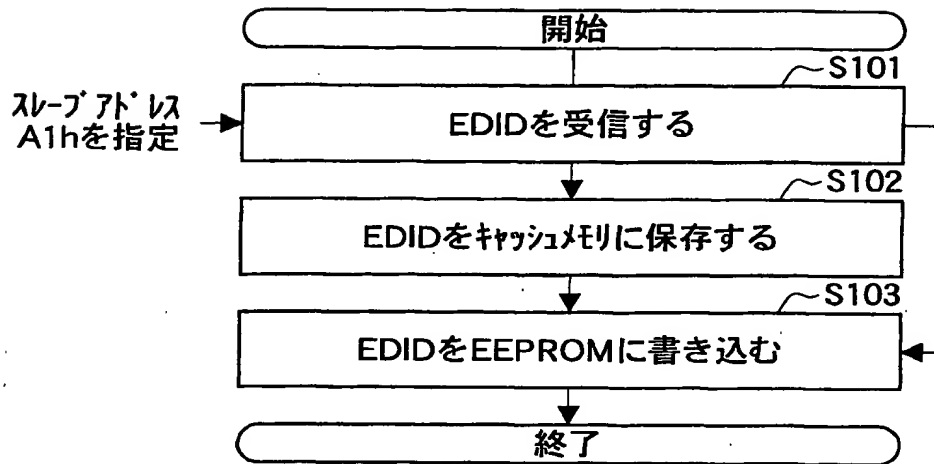 開始
S101
スレーブ アドレス
A1hを指定
EDIDを受信する
S102
EDIDをキャッシュメモリに保存する
S103
EDIDをEEPROMに書き込む
終了